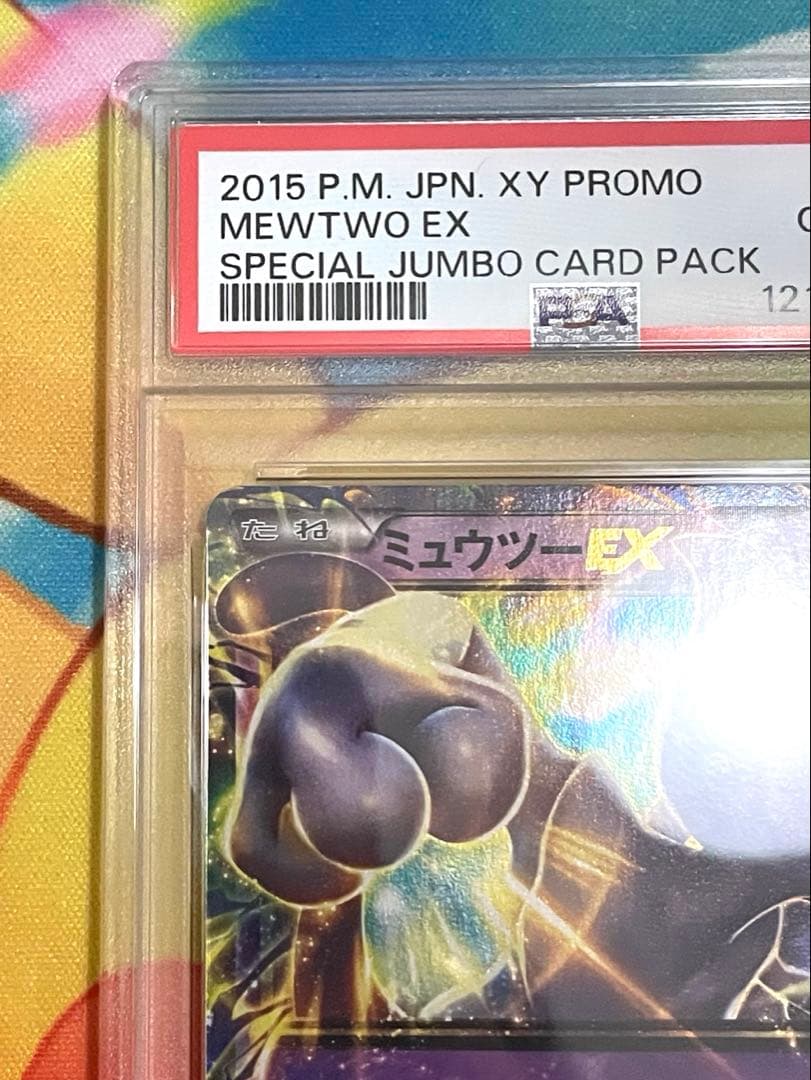 2015 P.M. JPN. XY PROMO
MEWTWO EX
SPECIAL JUMBO CARD PACK
121
PSA
たね ミュウツーEX